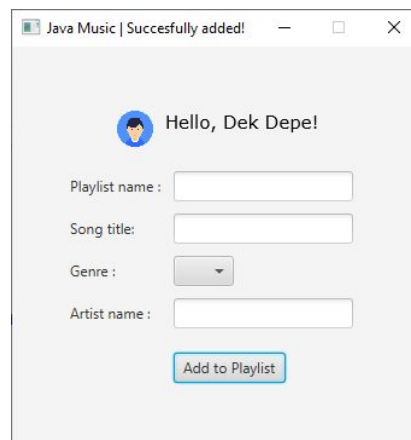 Java Music | Succesfully added!
Hello, Dek Depe!
Playlist name :
Song title:
Genre :
Artist name :
Add to Playlist